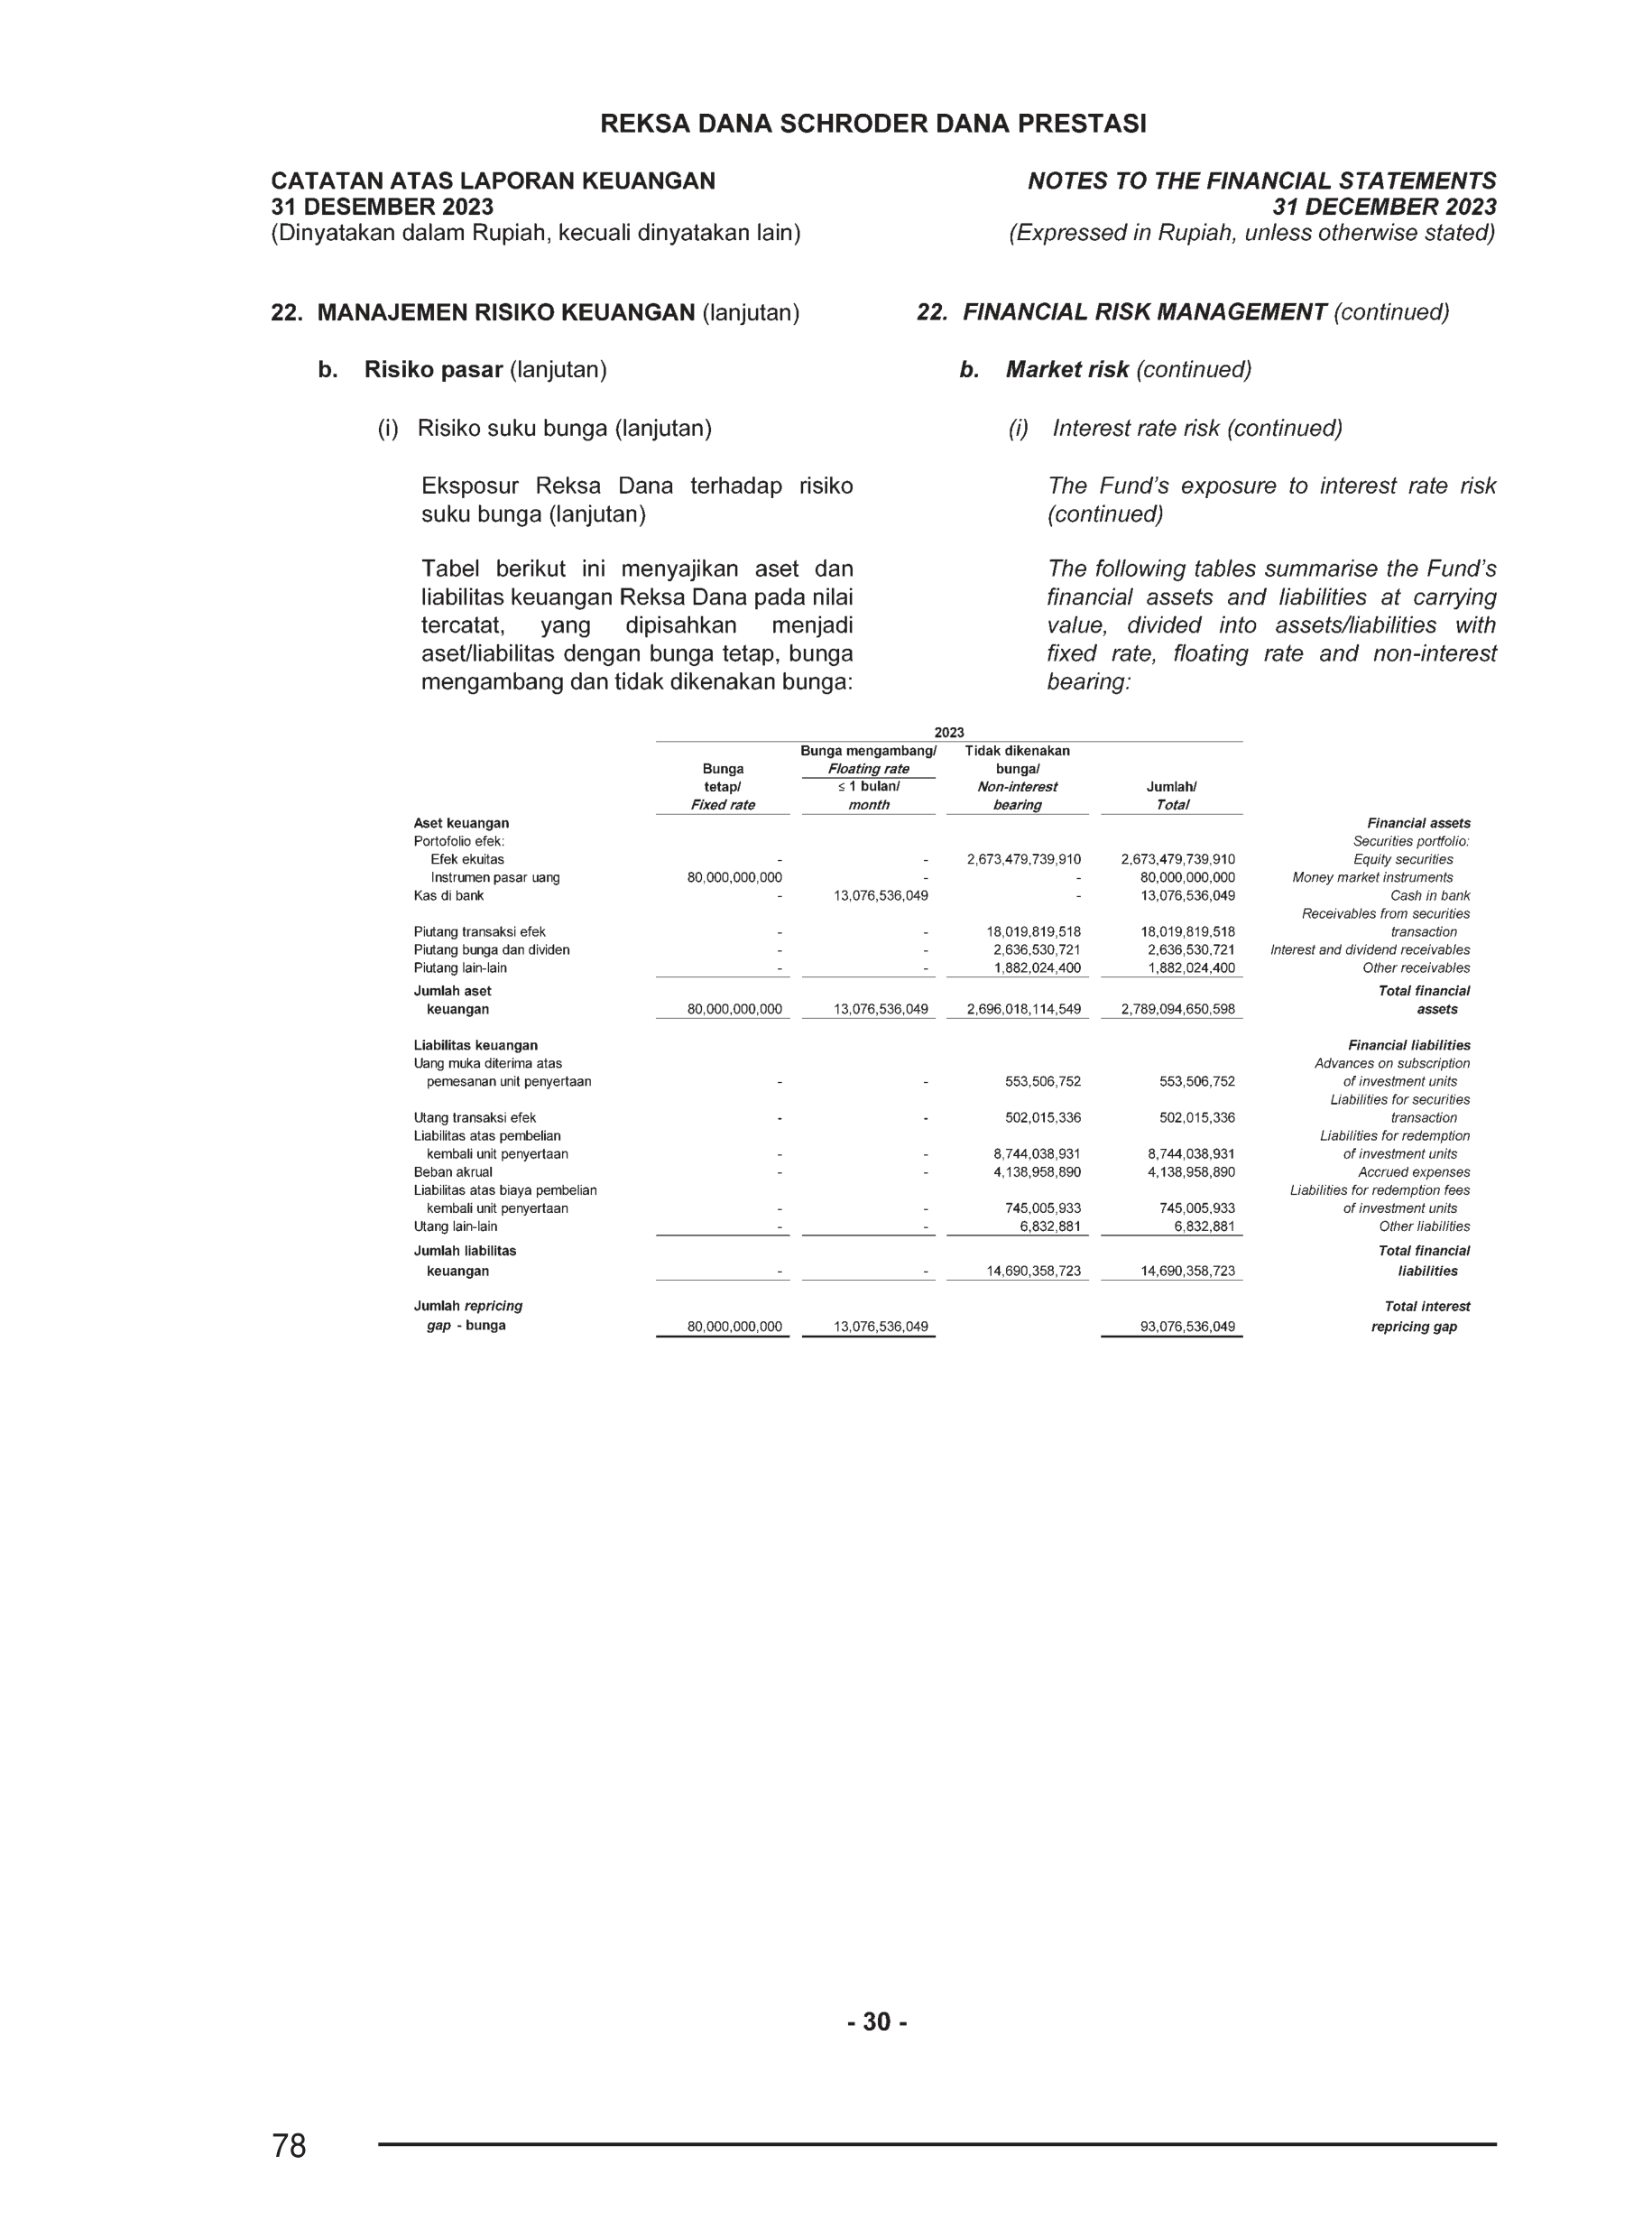 REKSA DANA SCHRODER DANA PRESTASI
CATATAN ATAS LAPORAN KEUANGAN
31 DESEMBER 2023
(Dinyatakan dalam Rupiah, kecuali dinyatakan lain)
NOTES TO THE FINANCIAL STATEMENTS
31 DECEMBER 2023
(Expressed in Rupiah, unless otherwise stated)
22. MANAJEMEN RISIKO KEUANGAN (lanjutan)
b. Risiko pasar (lanjutan)
(i) Risiko suku bunga (lanjutan)
Eksposur Reksa Dana terhadap risiko
suku bunga (lanjutan)
Tabel berikut ini menyajikan aset dan
liabilitas keuangan Reksa Dana pada nilai
tercatat, yang dipisahkan menjadi
aset/liabilitas dengan bunga tetap, bunga
mengambang dan tidak dikenakan bunga:
22. FINANCIAL RISK MANAGEMENT (continued)
b. Market risk (continued)
(i) Interest rate risk (continued)
The Fund's exposure to interest rate risk
(continued)
The following tables summarise the Fund's
financial assets and liabilities at carrying
value, divided into assets/liabilities with
fixed rate, floating rate and non-interest
bearing:
2023
Bunga mengambang/ Tidak dikenakan
Bunga Floating rate bunga/
tetap/ ≤ 1 bulan/ Non-interest Jumlah/
Fixed rate month bearing Total
Aset keuangan Financial assets
Portofolio efek: Securities portfolio:
Efek ekuitas - - 2,673,479,739,910 2,673,479,739,910 Equity securities
Instrumen pasar uang 80,000,000,000 - - 80,000,000,000 Money market instruments
Kas di bank - 13,076,536,049 - 13,076,536,049 Cash in bank
Receivables from securities
Piutang transaksi efek - - 18,019,819,518 18,019,819,518 transaction
Piutang bunga dan dividen - - 2,636,530,721 2,636,530,721 Interest and dividend receivables
Piutang lain-lain - - 1,882,024,400 1,882,024,400 Other receivables
Jumlah aset Total financial
keuangan 80,000,000,000 13,076,536,049 2,696,018,114,549 2,789,094,650,598 assets
Liabilitas keuangan Financial liabilities
Uang muka diterima atas Advances on subscription
pemesanan unit penyertaan - - 553,506,752 553,506,752 of investment units
Liabilities for securities
Utang transaksi efek - - 502,015,336 502,015,336 transaction
Liabilitas atas pembelian Liabilities for redemption
kembali unit penyertaan - - 8,744,038,931 8,744,038,931 of investment units
Beban akrual - - 4,138,958,890 4,138,958,890 Accrued expenses
Liabilitas atas biaya pembelian Liabilities for redemption fees
kembali unit penyertaan - - 745,005,933 745,005,933 of investment units
Utang lain-lain - - 6,832,881 6,832,881 Other liabilities
Jumlah liabilitas Total financial
keuangan - - 14,690,358,723 14,690,358,723 liabilities
Jumlah repricing Total interest
gap - bunga 80,000,000,000 13,076,536,049 93,076,536,049 repricing gap
- 30 -
78